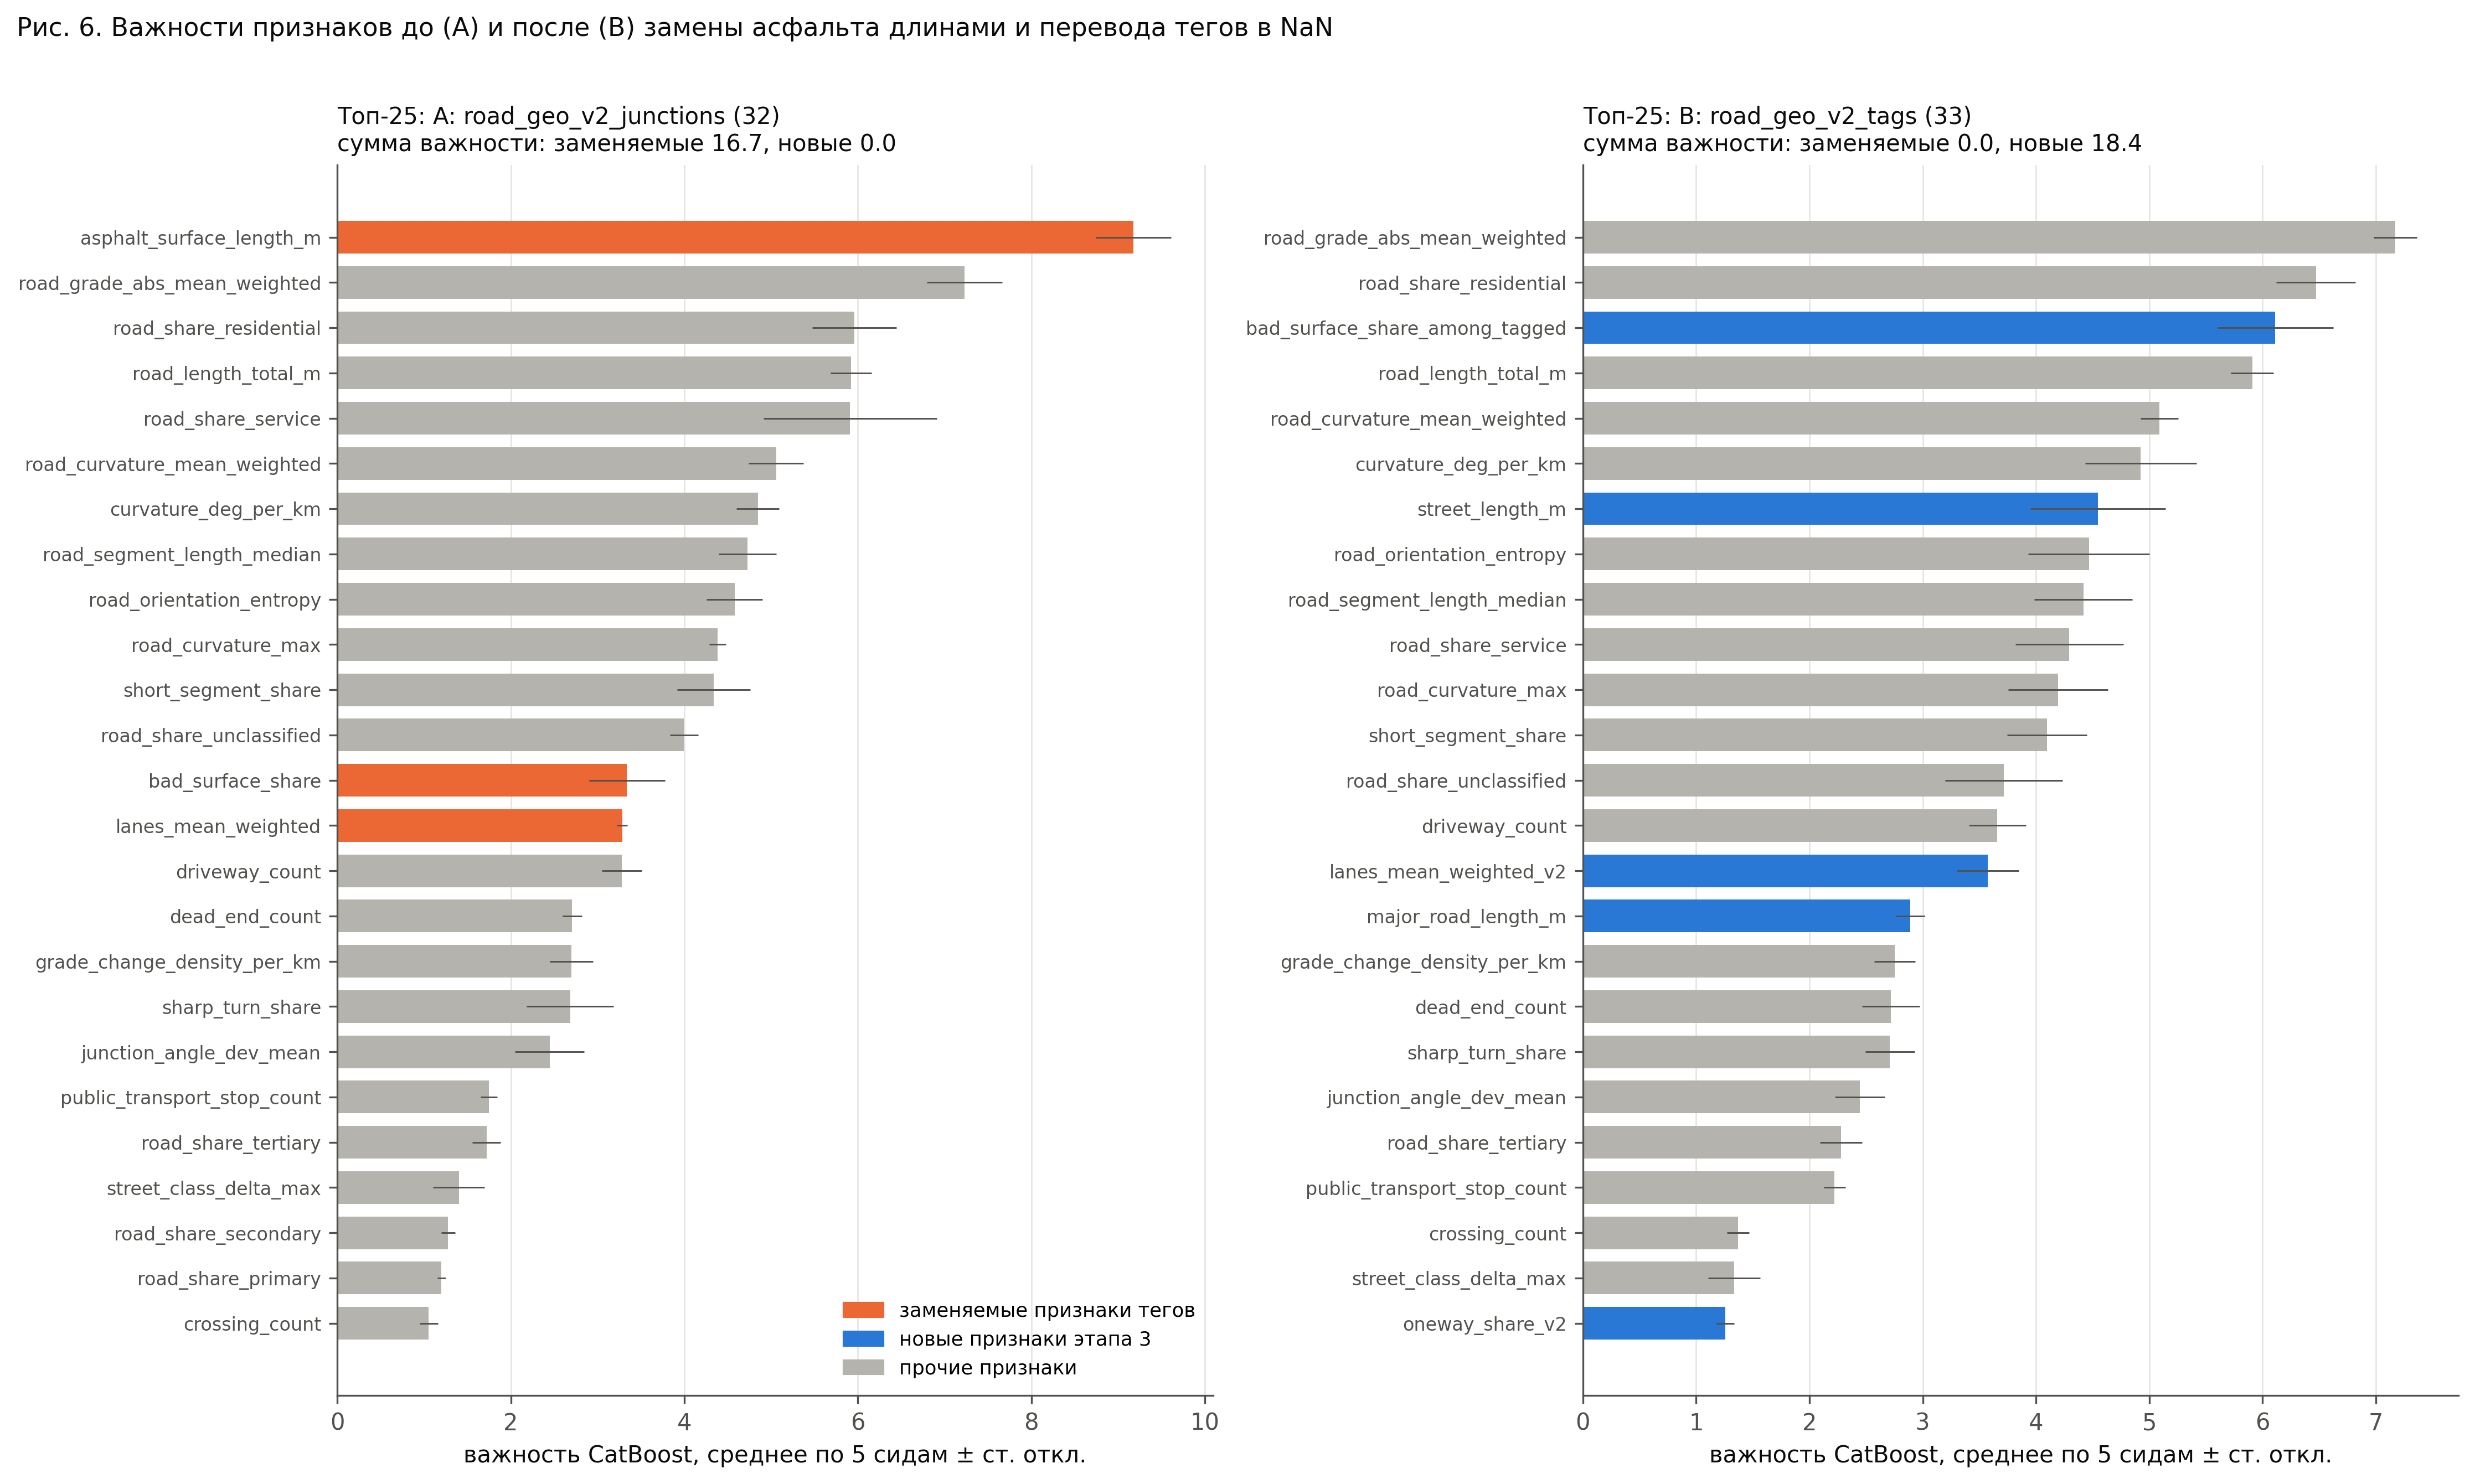 Рис. 6. Важности признаков до (A) и после (B) замены асфальта длинами и перевода тегов в NaN
Топ-25: A: road_geo_v2_junctions (32)
сумма важности: заменяемые 16.7, новые 0.0
asphalt_surface_length_m
road_grade_abs_mean_weighted
road_share_residential
road_length_total_m
road_share_service
road_curvature_mean_weighted
curvature_deg_per_km
road_segment_length_median
road_orientation_entropy
road_curvature_max
short_segment_share
road_share_unclassified
bad_surface_share
lanes_mean_weighted
driveway_count
dead_end_count
grade_change_density_per_km
sharp_turn_share
junction_angle_dev_mean
public_transport_stop_count
road_share_tertiary
street_class_delta_max
road_share_secondary
road_share_primary
crossing_count
заменяемые признаки тегов
новые признаки этапа 3
прочие признаки
0 2 4 6 8 10
важность CatBoost, среднее по 5 сидам ± ст. откл.
Топ-25: B: road_geo_v2_tags (33)
сумма важности: заменяемые 0.0, новые 18.4
road_grade_abs_mean_weighted
road_share_residential
bad_surface_share_among_tagged
road_length_total_m
road_curvature_mean_weighted
curvature_deg_per_km
street_length_m
road_orientation_entropy
road_segment_length_median
road_share_service
road_curvature_max
short_segment_share
road_share_unclassified
driveway_count
lanes_mean_weighted_v2
major_road_length_m
grade_change_density_per_km
dead_end_count
sharp_turn_share
junction_angle_dev_mean
road_share_tertiary
public_transport_stop_count
crossing_count
street_class_delta_max
oneway_share_v2
0 1 2 3 4 5 6 7
важность CatBoost, среднее по 5 сидам ± ст. откл.